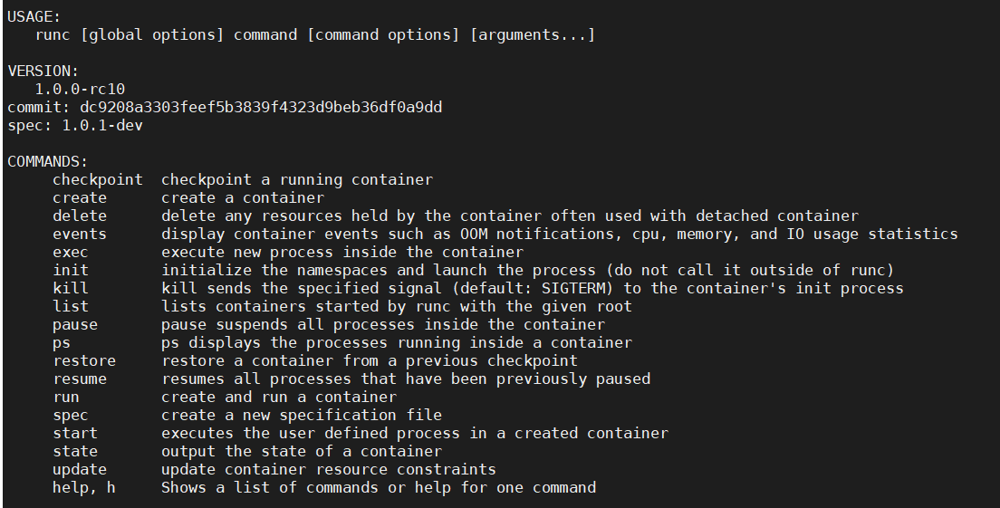 USAGE:
   runc [global options] command [command options] [arguments...]

VERSION:
   1.0.0-rc10
commit: dc9208a3303feef5b3839f4323d9beb36df0a9dd
spec: 1.0.1-dev

COMMANDS:
     checkpoint  checkpoint a running container
     create      create a container
     delete      delete any resources held by the container often used with detached container
     events      display container events such as OOM notifications, cpu, memory, and IO usage statistics
     exec        execute new process inside the container
     init        initialize the namespaces and launch the process (do not call it outside of runc)
     kill        kill sends the specified signal (default: SIGTERM) to the container's init process
     list        lists containers started by runc with the given root
     pause       pause suspends all processes inside the container
     ps          ps displays the processes running inside a container
     restore     restore a container from a previous checkpoint
     resume      resumes all processes that have been previously paused
     run         create and run a container
     spec        create a new specification file
     start       executes the user defined process in a created container
     state       output the state of a container
     update      update container resource constraints
     help, h     Shows a list of commands or help for one command